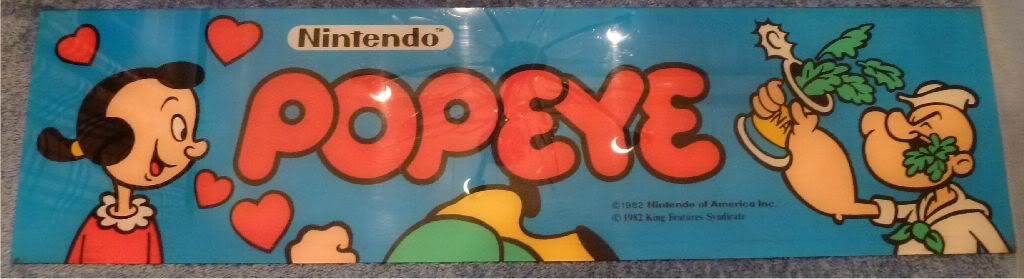 Nintendo™
POPEYE
©1982 Nintendo of America Inc.
© 1982 King Features Syndicate